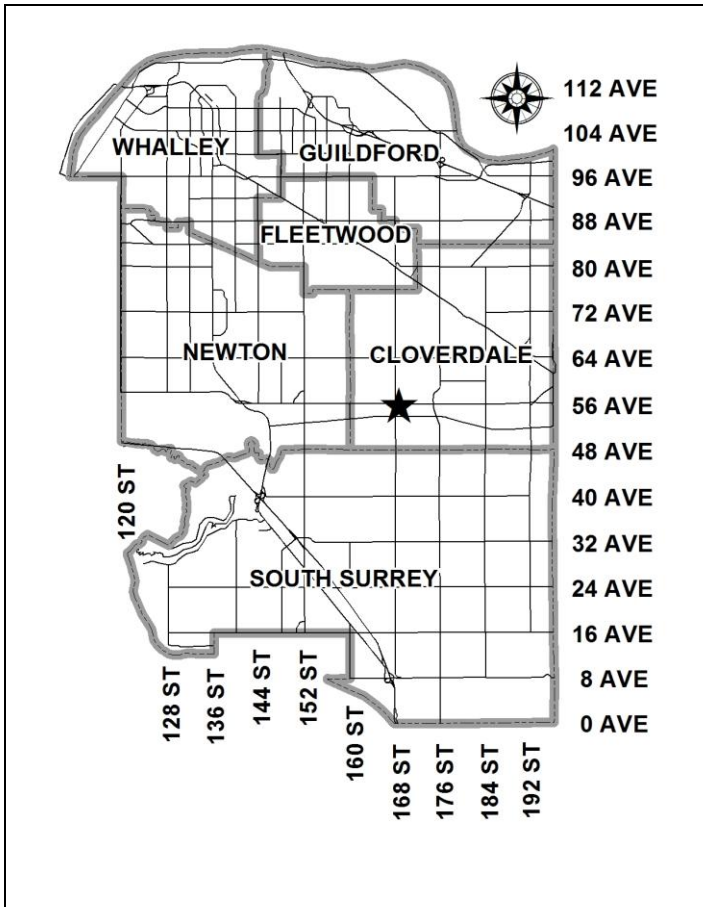 112 AVE
104 AVE
WHALLEY
GUILDFORD
96 AVE
88 AVE
FLEETWOOD
80 AVE
72 AVE
NEWTON
CLOVERDALE
64 AVE
56 AVE
48 AVE
120 ST
40 AVE
32 AVE
SOUTH SURREY
24 AVE
16 AVE
8 AVE
0 AVE
128 ST
136 ST
144 ST
152 ST
160 ST
168 ST
176 ST
184 ST
192 ST